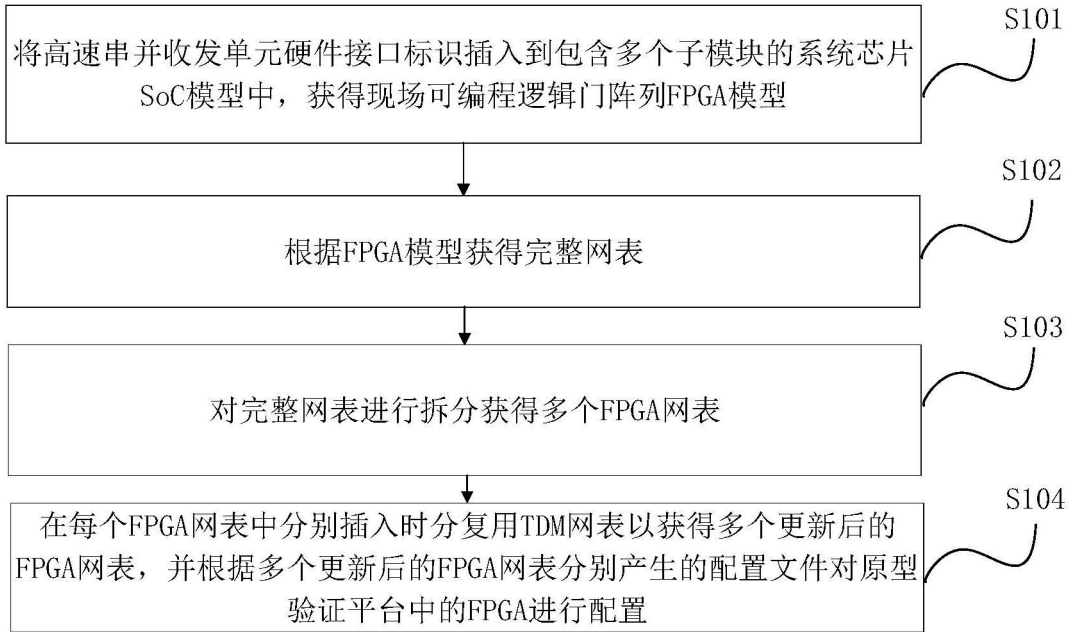 S101
将高速串并收发单元硬件接口标识插入到包含多个子模块的系统芯片
SoC模型中，获得现场可编程逻辑门阵列FPGA模型
S102
根据FPGA模型获得完整网表
S103
对完整网表进行拆分获得多个FPGA网表
S104
在每个FPGA网表中分别插入时分复用TDM网表以获得多个更新后的
FPGA网表，并根据多个更新后的FPGA网表分别产生的配置文件对原型
验证平台中的FPGA进行配置